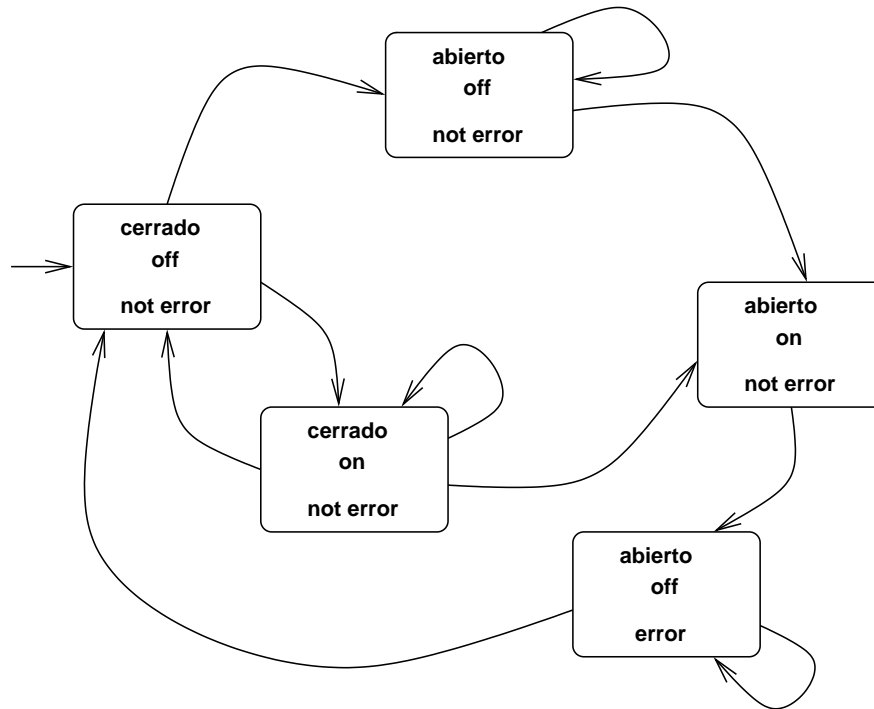 abierto
off
not error
cerrado
off
not error
abierto
on
not error
cerrado
on
not error
abierto
off
error